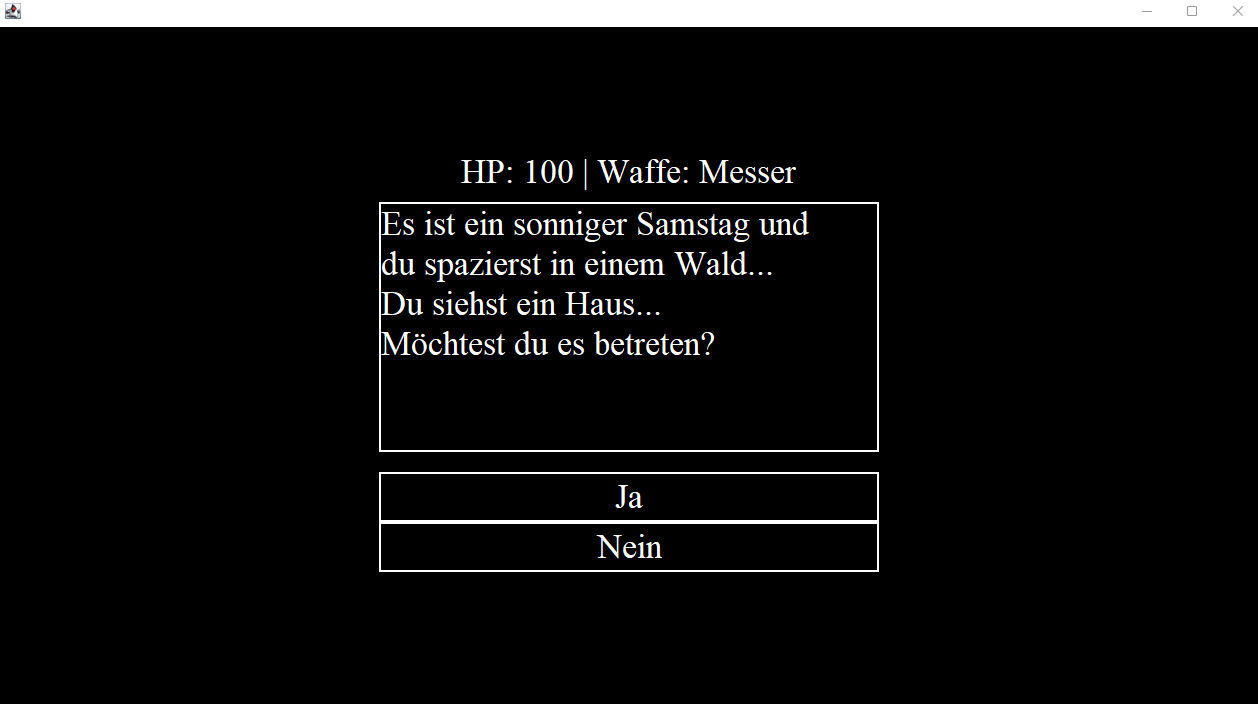 HP: 100 | Waffe: Messer
Es ist ein sonniger Samstag und
du spazierst in einem Wald...
Du siehst ein Haus...
Möchtest du es betreten?
Ja
Nein